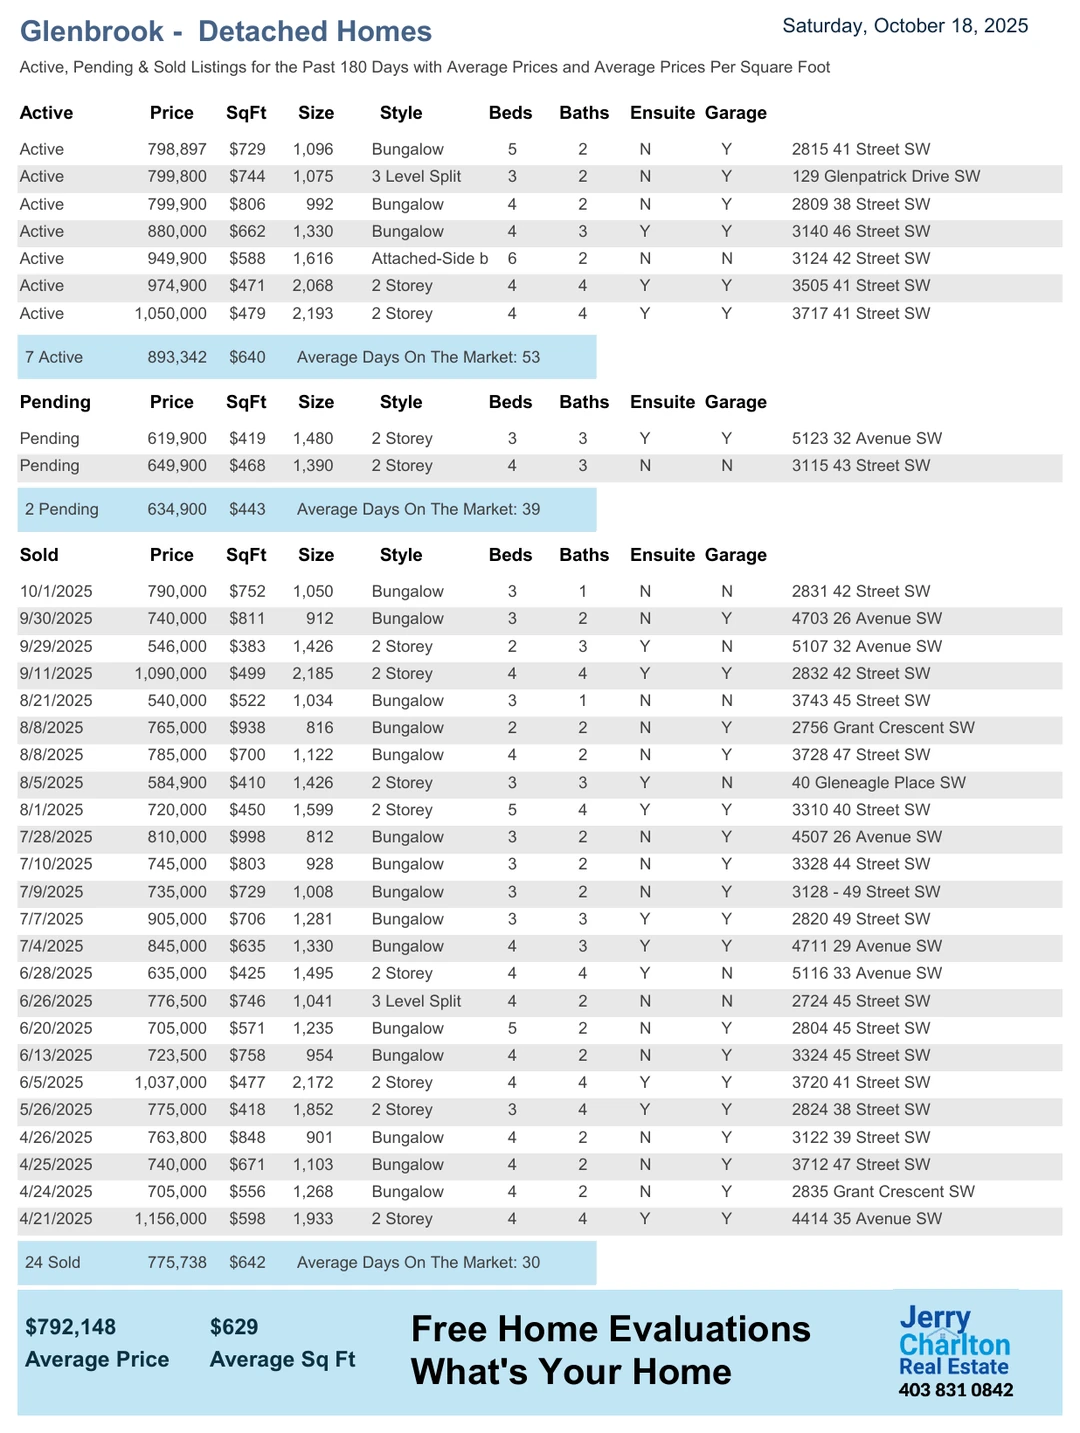 Glenbrook - Detached Homes
Saturday, October 18, 2025
Active, Pending & Sold Listings for the Past 180 Days with Average Prices and Average Prices Per Square Foot
Active Price SqFt Size Style Beds Baths Ensuite Garage
Active 798,897 $729 1,096 Bungalow 5 2 N Y 2815 41 Street SW
Active 799,800 $744 1,075 3 Level Split 3 2 N Y 129 Glenpatrick Drive SW
Active 799,900 $806 992 Bungalow 4 2 N Y 2809 38 Street SW
Active 880,000 $662 1,330 Bungalow 4 3 Y Y 3140 46 Street SW
Active 949,900 $588 1,616 Attached-Side b 6 2 N N 3124 42 Street SW
Active 974,900 $471 2,068 2 Storey 4 4 Y Y 3505 41 Street SW
Active 1,050,000 $479 2,193 2 Storey 4 4 Y Y 3717 41 Street SW
7 Active 893,342 $640 Average Days On The Market: 53
Pending Price SqFt Size Style Beds Baths Ensuite Garage
Pending 619,900 $419 1,480 2 Storey 3 3 Y Y 5123 32 Avenue SW
Pending 649,900 $468 1,390 2 Storey 4 3 N N 3115 43 Street SW
2 Pending 634,900 $443 Average Days On The Market: 39
Sold Price SqFt Size Style Beds Baths Ensuite Garage
10/1/2025 790,000 $752 1,050 Bungalow 3 1 N N 2831 42 Street SW
9/30/2025 740,000 $811 912 Bungalow 3 2 N Y 4703 26 Avenue SW
9/29/2025 546,000 $383 1,426 2 Storey 2 3 Y N 5107 32 Avenue SW
9/11/2025 1,090,000 $499 2,185 2 Storey 4 4 Y Y 2832 42 Street SW
8/21/2025 540,000 $522 1,034 Bungalow 3 1 N N 3743 45 Street SW
8/8/2025 765,000 $938 816 Bungalow 2 2 N Y 2756 Grant Crescent SW
8/8/2025 785,000 $700 1,122 Bungalow 4 2 N Y 3728 47 Street SW
8/5/2025 584,900 $410 1,426 2 Storey 3 3 Y N 40 Gleneagle Place SW
8/1/2025 720,000 $450 1,599 2 Storey 5 4 Y Y 3310 40 Street SW
7/28/2025 810,000 $998 812 Bungalow 3 2 N Y 4507 26 Avenue SW
7/10/2025 745,000 $803 928 Bungalow 3 2 N Y 3328 44 Street SW
7/9/2025 735,000 $729 1,008 Bungalow 3 2 N Y 3128 - 49 Street SW
7/7/2025 905,000 $706 1,281 Bungalow 3 3 Y Y 2820 49 Street SW
7/4/2025 845,000 $635 1,330 Bungalow 4 3 Y Y 4711 29 Avenue SW
6/28/2025 635,000 $425 1,495 2 Storey 4 4 Y N 5116 33 Avenue SW
6/26/2025 776,500 $746 1,041 3 Level Split 4 2 N N 2724 45 Street SW
6/20/2025 705,000 $571 1,235 Bungalow 5 2 N Y 2804 45 Street SW
6/13/2025 723,500 $758 954 Bungalow 4 2 N Y 3324 45 Street SW
6/5/2025 1,037,000 $477 2,172 2 Storey 4 4 Y Y 3720 41 Street SW
5/26/2025 775,000 $418 1,852 2 Storey 3 4 Y Y 2824 38 Street SW
4/26/2025 763,800 $848 901 Bungalow 4 2 N Y 3122 39 Street SW
4/25/2025 740,000 $671 1,103 Bungalow 4 2 N Y 3712 47 Street SW
4/24/2025 705,000 $556 1,268 Bungalow 4 2 N Y 2835 Grant Crescent SW
4/21/2025 1,156,000 $598 1,933 2 Storey 4 4 Y Y 4414 35 Avenue SW
24 Sold 775,738 $642 Average Days On The Market: 30
$792,148 $629
Average Price Average Sq Ft
Free Home Evaluations
What's Your Home
Jerry
Charlton
Real Estate
403 831 0842